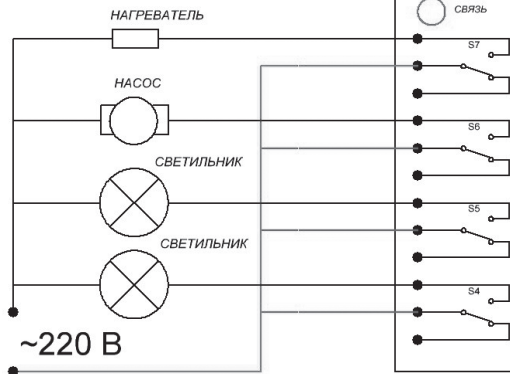 СВЯЗЬ
НАГРЕВАТЕЛЬ
S7
НАСОС
S6
СВЕТИЛЬНИК
S5
СВЕТИЛЬНИК
S4
~220 В